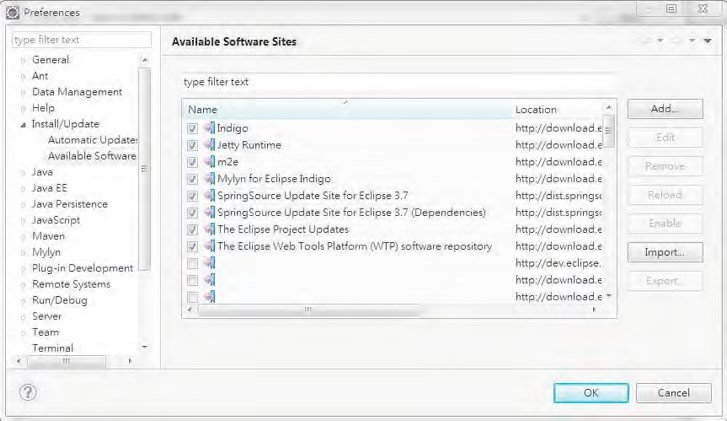 Preferences
type filter text
General
Ant
Data Management
Help
Install/Update
Automatic Updates
Available Software
Java
Java EE
Java Persistence
JavaScript
Maven
Mylyn
Plug-in Development
Remote Systems
Run/Debug
Server
Team
Terminal
Available Software Sites
type filter text
Name Location
Indigo http://download.e
Jetty Runtime http://download.e
m2e http://download.e
Mylyn for Eclipse Indigo http://download.e
SpringSource Update Site for Eclipse 3.7 http://dist.springso
SpringSource Update Site for Eclipse 3.7 (Dependencies) http://dist.springso
The Eclipse Project Updates http://download.e
The Eclipse Web Tools Platform (WTP) software repository http://download.e
http://dev.eclipse.
http://download.e
http://download.e
Add...
Edit
Remove
Reload
Enable
Import...
Export...
?
OK
Cancel